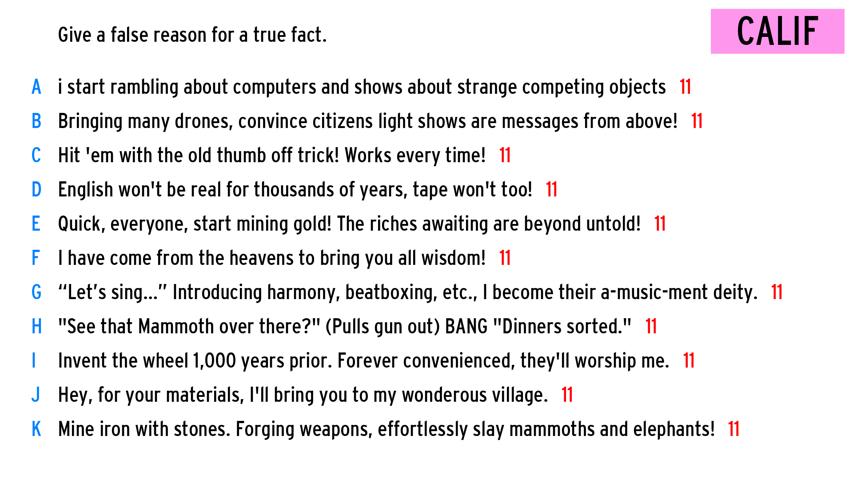 Give a false reason for a true fact.
CALIF
A i start rambling about computers and shows about strange competing objects 11
B Bringing many drones, convince citizens light shows are messages from above! 11
C Hit 'em with the old thumb off trick! Works every time! 11
D English won't be real for thousands of years, tape won't too! 11
E Quick, everyone, start mining gold! The riches awaiting are beyond untold! 11
F I have come from the heavens to bring you all wisdom! 11
G “Let’s sing...” Introducing harmony, beatboxing, etc., I become their a-music-ment deity. 11
H "See that Mammoth over there?" (Pulls gun out) BANG "Dinners sorted." 11
I Invent the wheel 1,000 years prior. Forever convenienced, they'll worship me. 11
J Hey, for your materials, I'll bring you to my wonderous village. 11
K Mine iron with stones. Forging weapons, effortlessly slay mammoths and elephants! 11